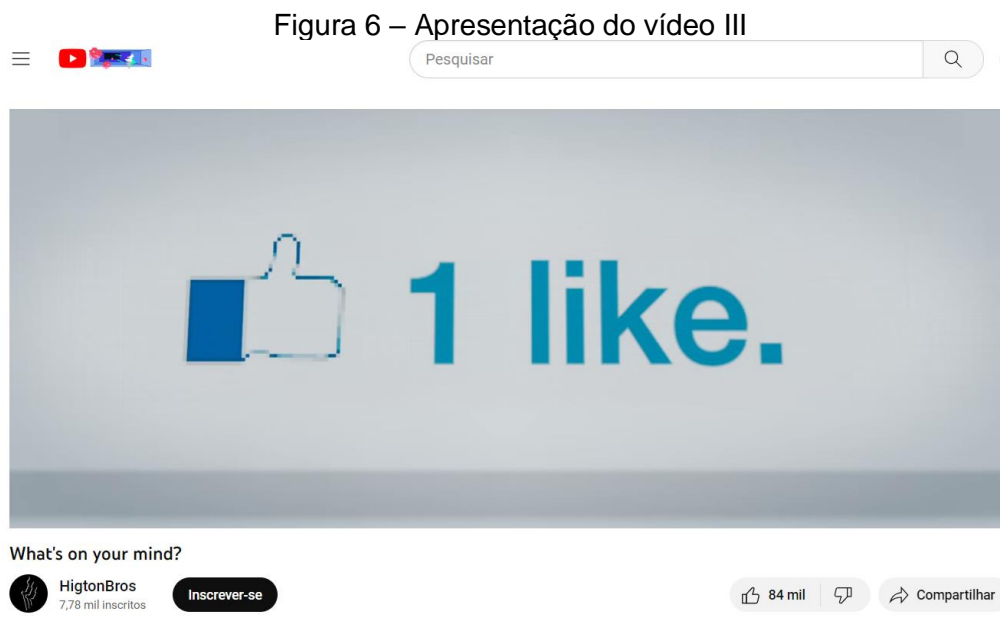 Figura 6 – Apresentação do vídeo III
Pesquisar
1 like.
What's on your mind?
HigtonBros
7,78 mil inscritos
Inscrever-se
84 mil
Compartilhar